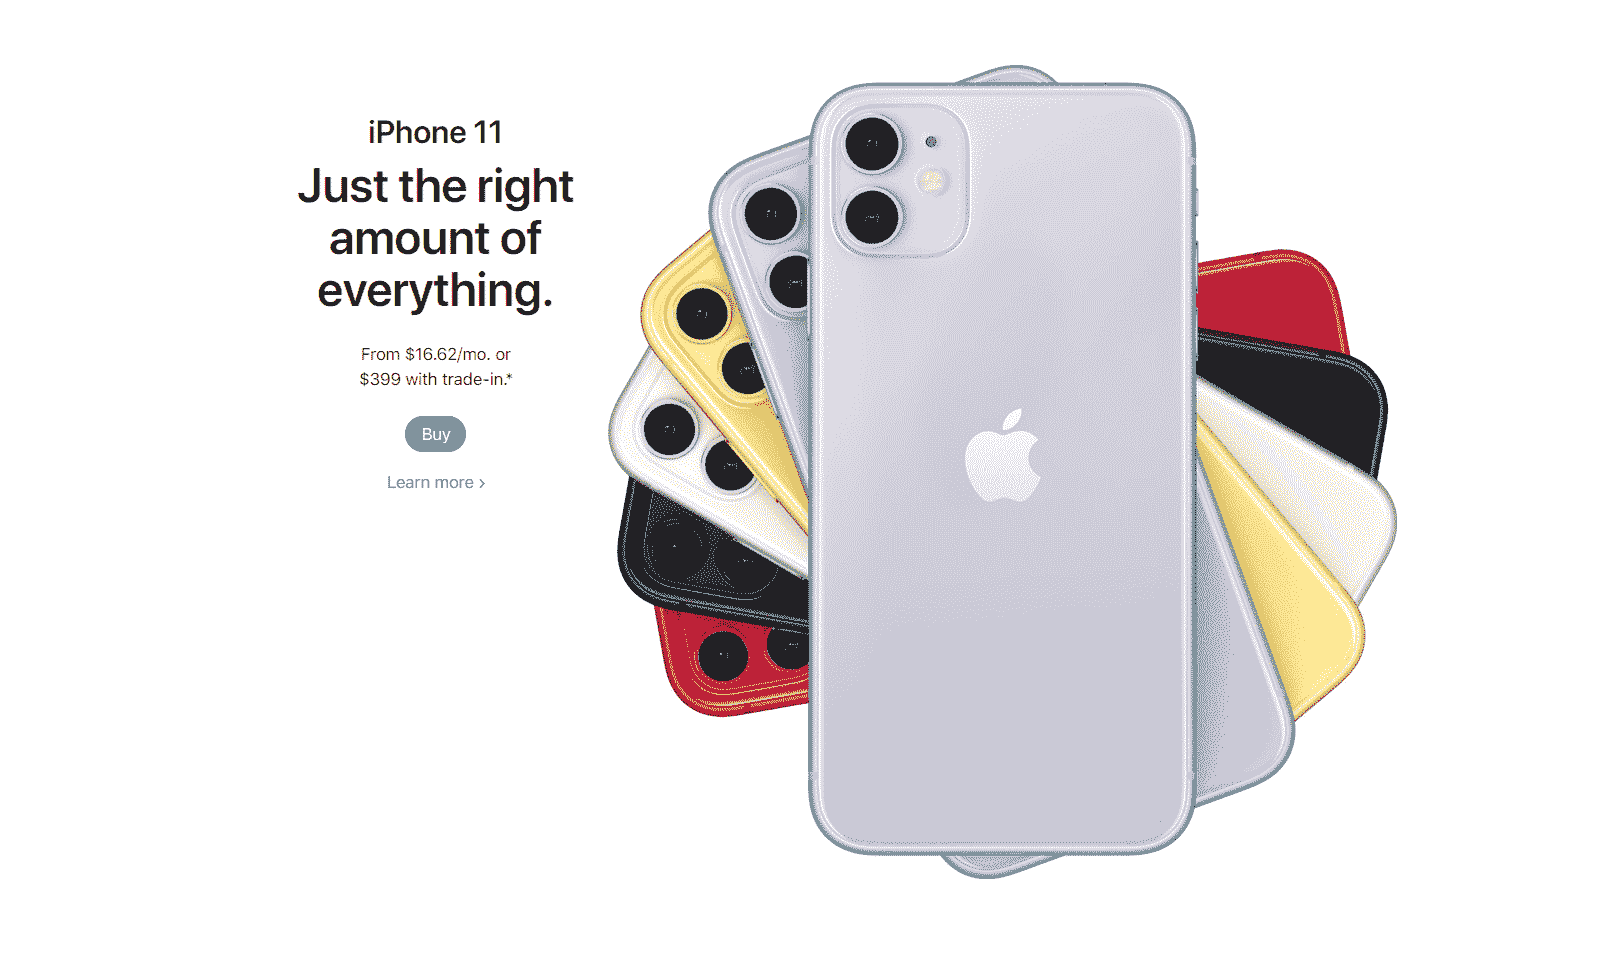 iPhone 11
Just the right
amount of
everything.
From $16.62/mo. or
$399 with trade-in.*
Buy
Learn more ›